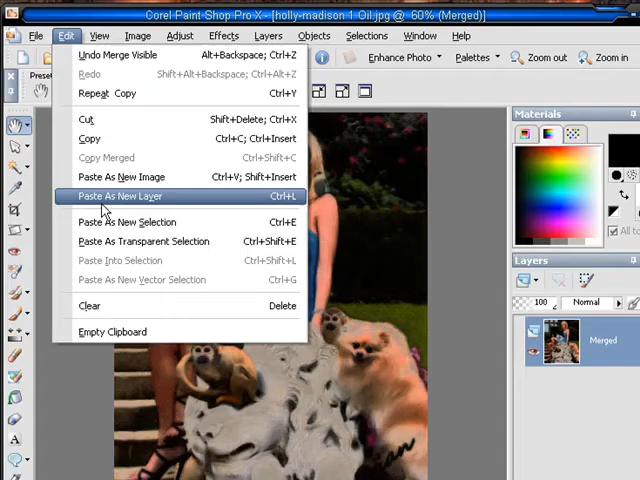 Corel Paint Shop Pro X - [holly-madison 1 Oil.jpg @ 60% (Merged)]
File Edit View Image Adjust Effects Layers Objects Selections Window Help
Undo Merge Visible Alt+Backspace; Ctrl+Z
Redo Shift+Alt+Backspace; Ctrl+Alt+Z
Repeat Copy Ctrl+Y
Cut Shift+Delete; Ctrl+X
Copy Ctrl+C; Ctrl+Insert
Copy Merged Ctrl+Shift+C
Paste As New Image Ctrl+V; Shift+Insert
Paste As New Layer Ctrl+L
Paste As New Selection Ctrl+E
Paste As Transparent Selection Ctrl+Shift+E
Paste Into Selection Ctrl+Shift+L
Paste As New Vector Selection Ctrl+G
Clear Delete
Empty Clipboard
Enhance Photo Palettes Zoom out Zoom in
Prese
Materials
All to
Layers
100 Normal
Merged
A